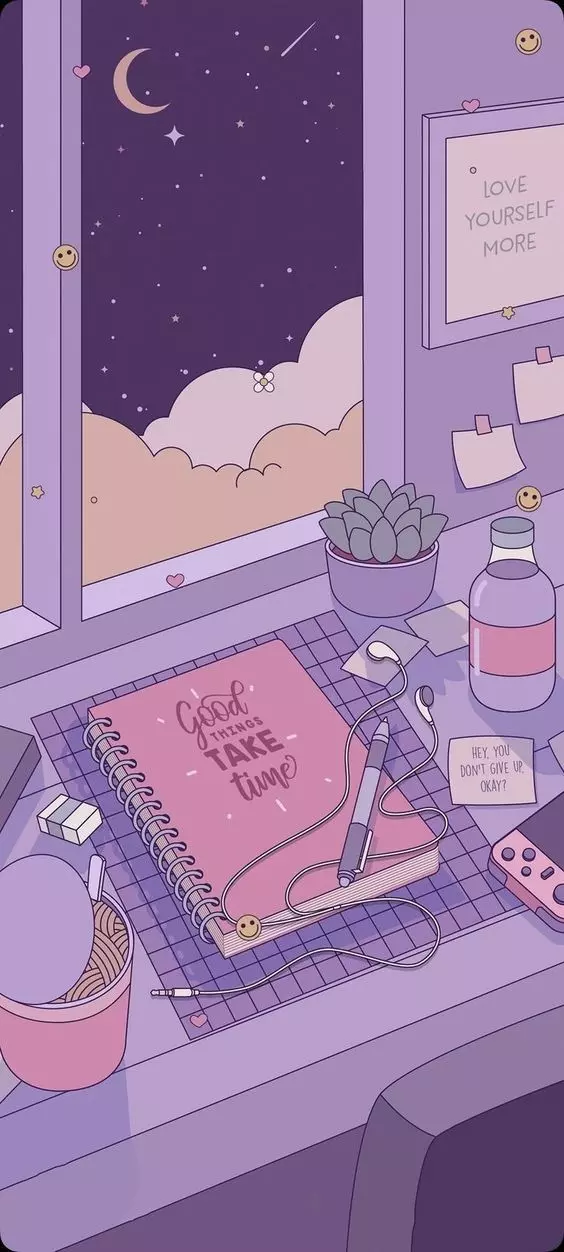 LOVE
YOURSELF
MORE
Good
THINGS
TAKE
time
HEY, YOU
DON'T GIVE UP,
OKAY?